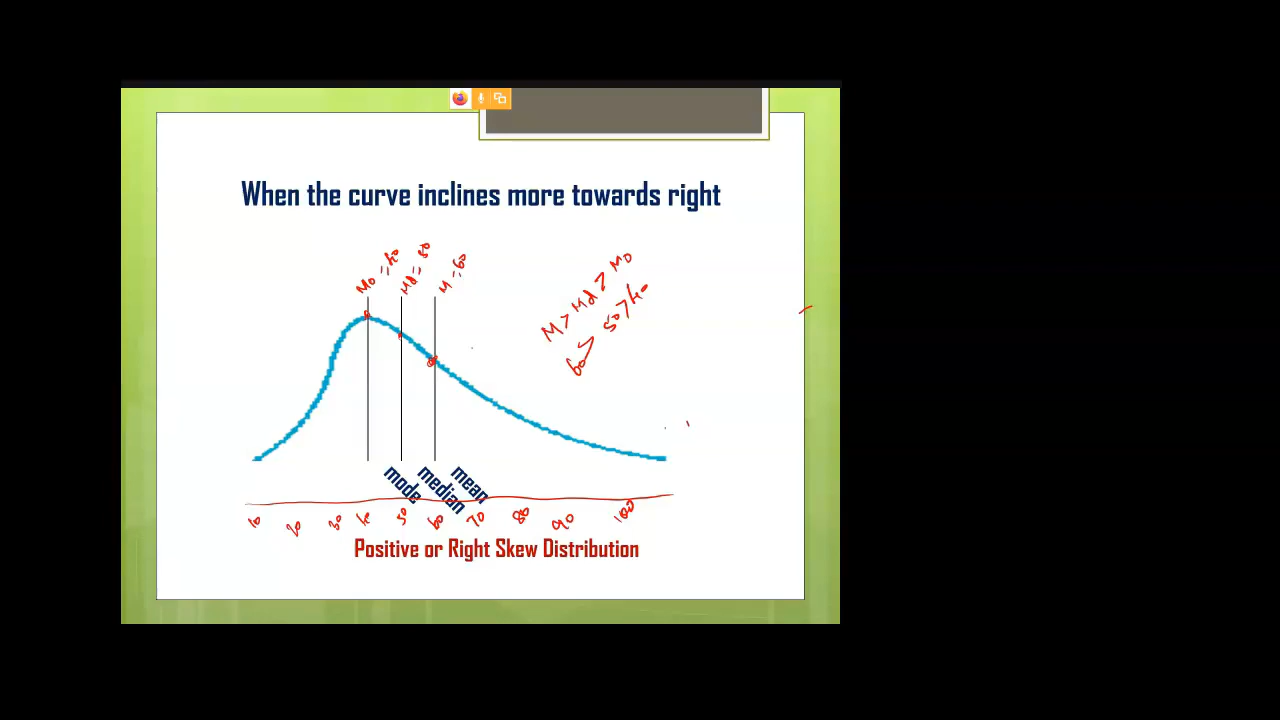 When the curve inclines more towards right
Mo = 40
Md = 50
M = 60
M > Md > Mo
60 > 50 > 40
mode
median
mean
10 20 30 40 50 60 70 80 90 100
Positive or Right Skew Distribution